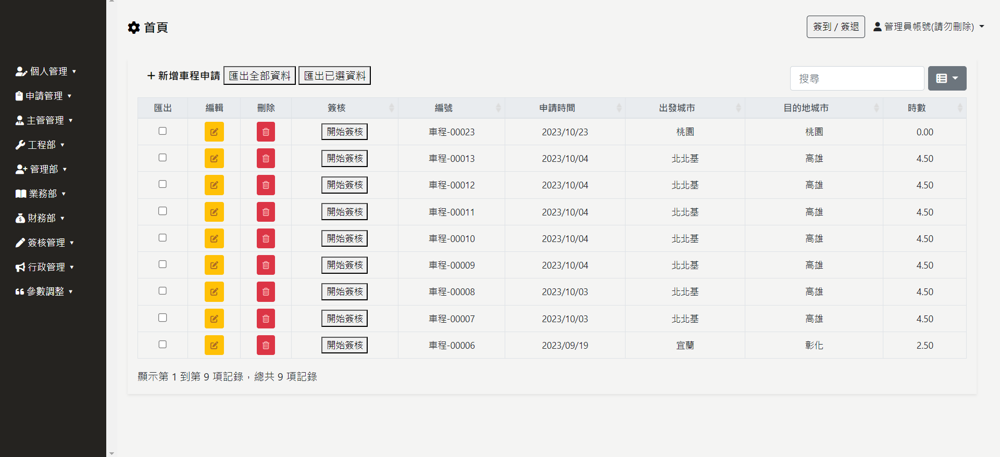 首頁
簽到 / 簽退
管理員帳號(請勿刪除)
個人管理
申請管理
主管管理
工程部
管理部
業務部
財務部
簽核管理
行政管理
參數調整
新增車程申請 匯出全部資料 匯出已選資料
搜尋
匯出 編輯 刪除 簽核 編號 申請時間 出發城市 目的地城市 時數
開始簽核 車程-00023 2023/10/23 桃園 桃園 0.00
開始簽核 車程-00013 2023/10/04 北北基 高雄 4.50
開始簽核 車程-00012 2023/10/04 北北基 高雄 4.50
開始簽核 車程-00011 2023/10/04 北北基 高雄 4.50
開始簽核 車程-00010 2023/10/04 北北基 高雄 4.50
開始簽核 車程-00009 2023/10/04 北北基 高雄 4.50
開始簽核 車程-00008 2023/10/03 北北基 高雄 4.50
開始簽核 車程-00007 2023/10/03 北北基 高雄 4.50
開始簽核 車程-00006 2023/09/19 宜蘭 彰化 2.50
顯示第 1 到第 9 項記錄，總共 9 項記錄